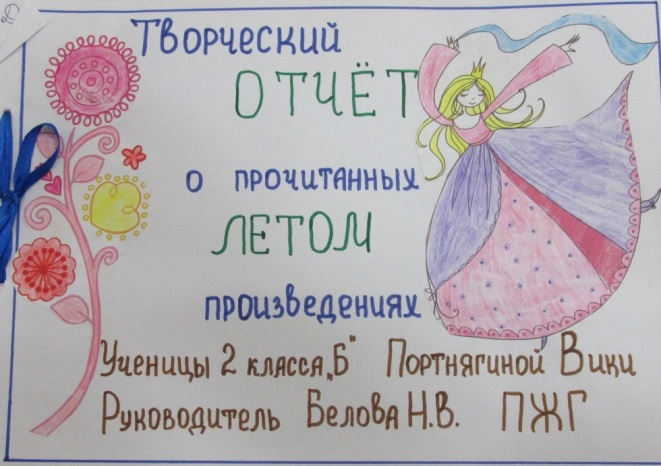 Творческий
ОТЧЁТ
о прочитанных
ЛЕТОМ
произведениях
Ученицы 2 класса „Б" Портнягиной Вики
Руководитель Белова Н.В. ПЖГ